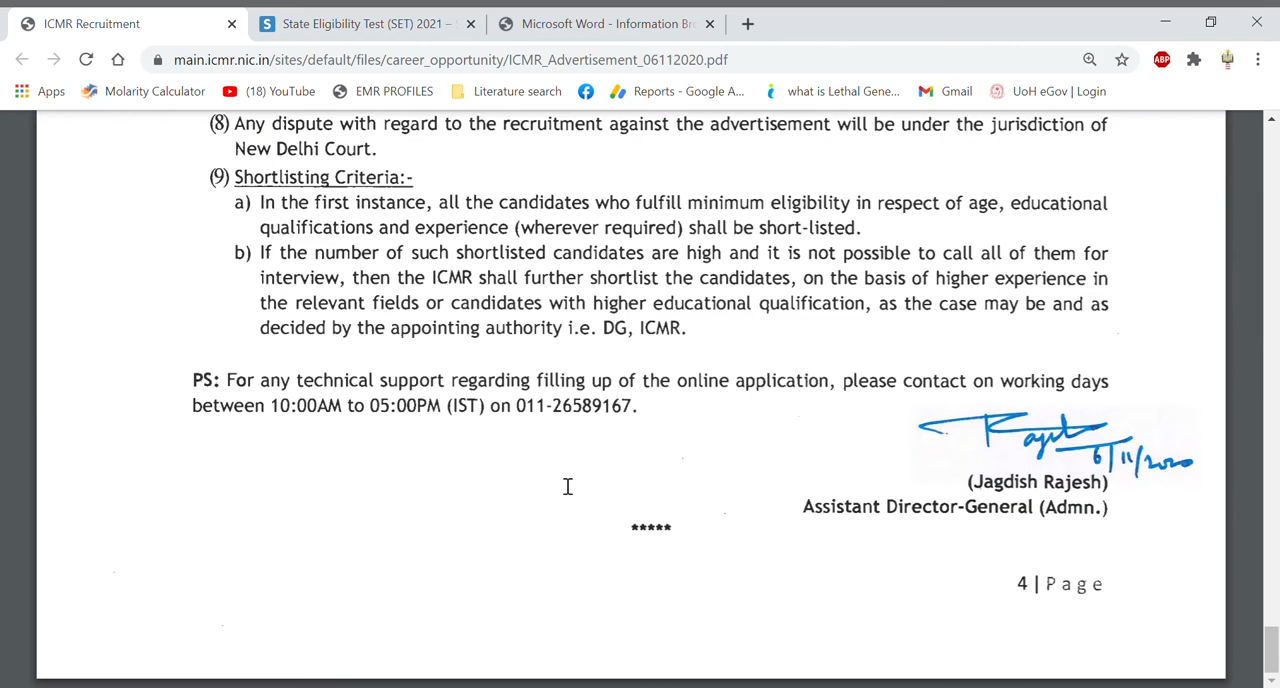 ICMR Recruitment
State Eligibility Test (SET) 2021 –
Microsoft Word - Information Br
main.icmr.nic.in/sites/default/files/career_opportunity/ICMR_Advertisement_06112020.pdf
ABP
Apps
Molarity Calculator
(18) YouTube
EMR PROFILES
Literature search
Reports - Google A...
what is Lethal Gene...
Gmail
UoH eGov | Login
(8) Any dispute with regard to the recruitment against the advertisement will be under the jurisdiction of
New Delhi Court.
(9) Shortlisting Criteria:-
a) In the first instance, all the candidates who fulfill minimum eligibility in respect of age, educational
qualifications and experience (wherever required) shall be short-listed.
b) If the number of such shortlisted candidates are high and it is not possible to call all of them for
interview, then the ICMR shall further shortlist the candidates, on the basis of higher experience in
the relevant fields or candidates with higher educational qualification, as the case may be and as
decided by the appointing authority i.e. DG, ICMR.
PS: For any technical support regarding filling up of the online application, please contact on working days
between 10:00AM to 05:00PM (IST) on 011-26589167.
6/11/2020
(Jagdish Rajesh)
Assistant Director-General (Admn.)
*****
4 | P a g e